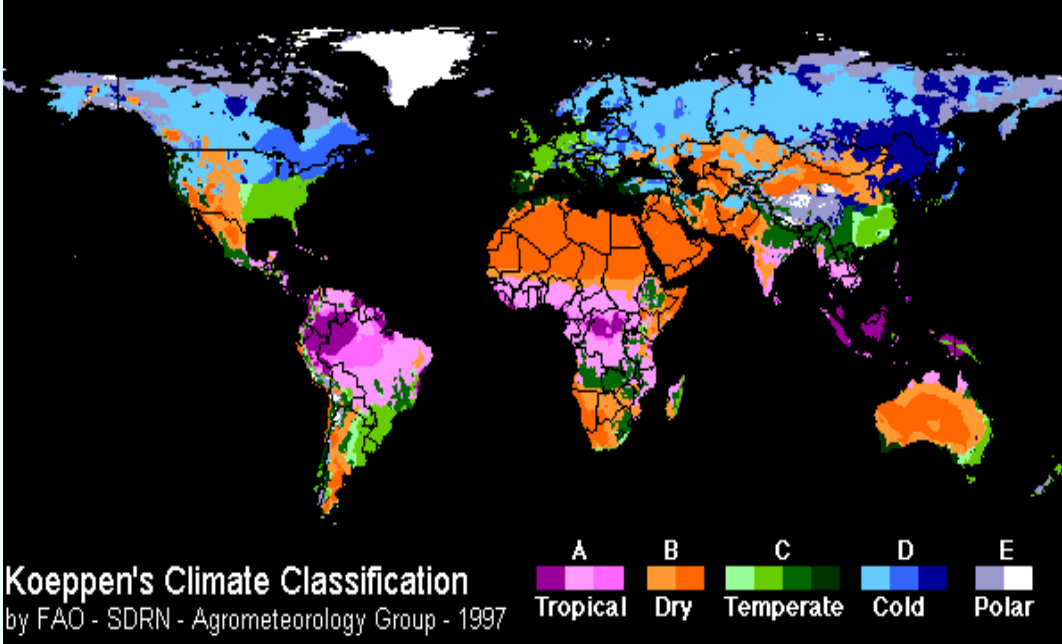 A B C D E
Koeppen's Climate Classification
Tropical Dry Temperate Cold Polar
by FAO - SDRN - Agrometeorology Group - 1997